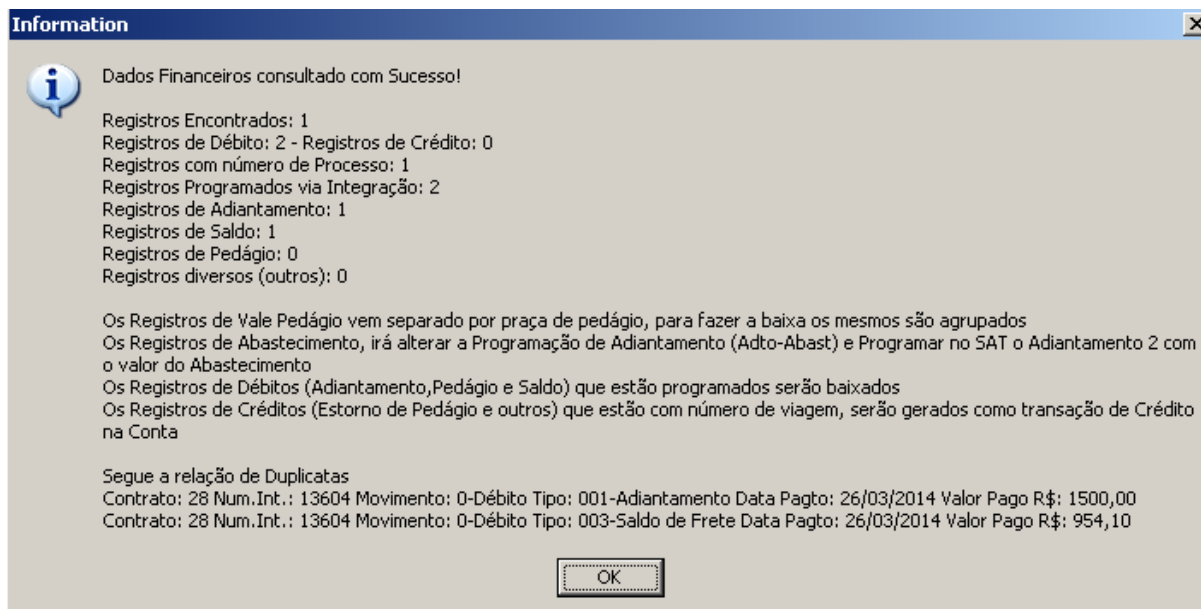 Information
Dados Financeiros consultado com Sucesso!
Registros Encontrados: 1
Registros de Débito: 2 - Registros de Crédito: 0
Registros com número de Processo: 1
Registros Programados via Integração: 2
Registros de Adiantamento: 1
Registros de Saldo: 1
Registros de Pedágio: 0
Registros diversos (outros): 0
Os Registros de Vale Pedágio vem separado por praça de pedágio, para fazer a baixa os mesmos são agrupados
Os Registros de Abastecimento, irá alterar a Programação de Adiantamento (Adto-Abast) e Programar no SAT o Adiantamento 2 com
o valor do Abastecimento
Os Registros de Débitos (Adiantamento,Pedágio e Saldo) que estão programados serão baixados
Os Registros de Créditos (Estorno de Pedágio e outros) que estão com número de viagem, serão gerados como transação de Crédito
na Conta
Segue a relação de Duplicatas
Contrato: 28 Num.Int.: 13604 Movimento: 0-Débito Tipo: 001-Adiantamento Data Pagto: 26/03/2014 Valor Pago R$: 1500,00
Contrato: 28 Num.Int.: 13604 Movimento: 0-Débito Tipo: 003-Saldo de Frete Data Pagto: 26/03/2014 Valor Pago R$: 954,10
OK